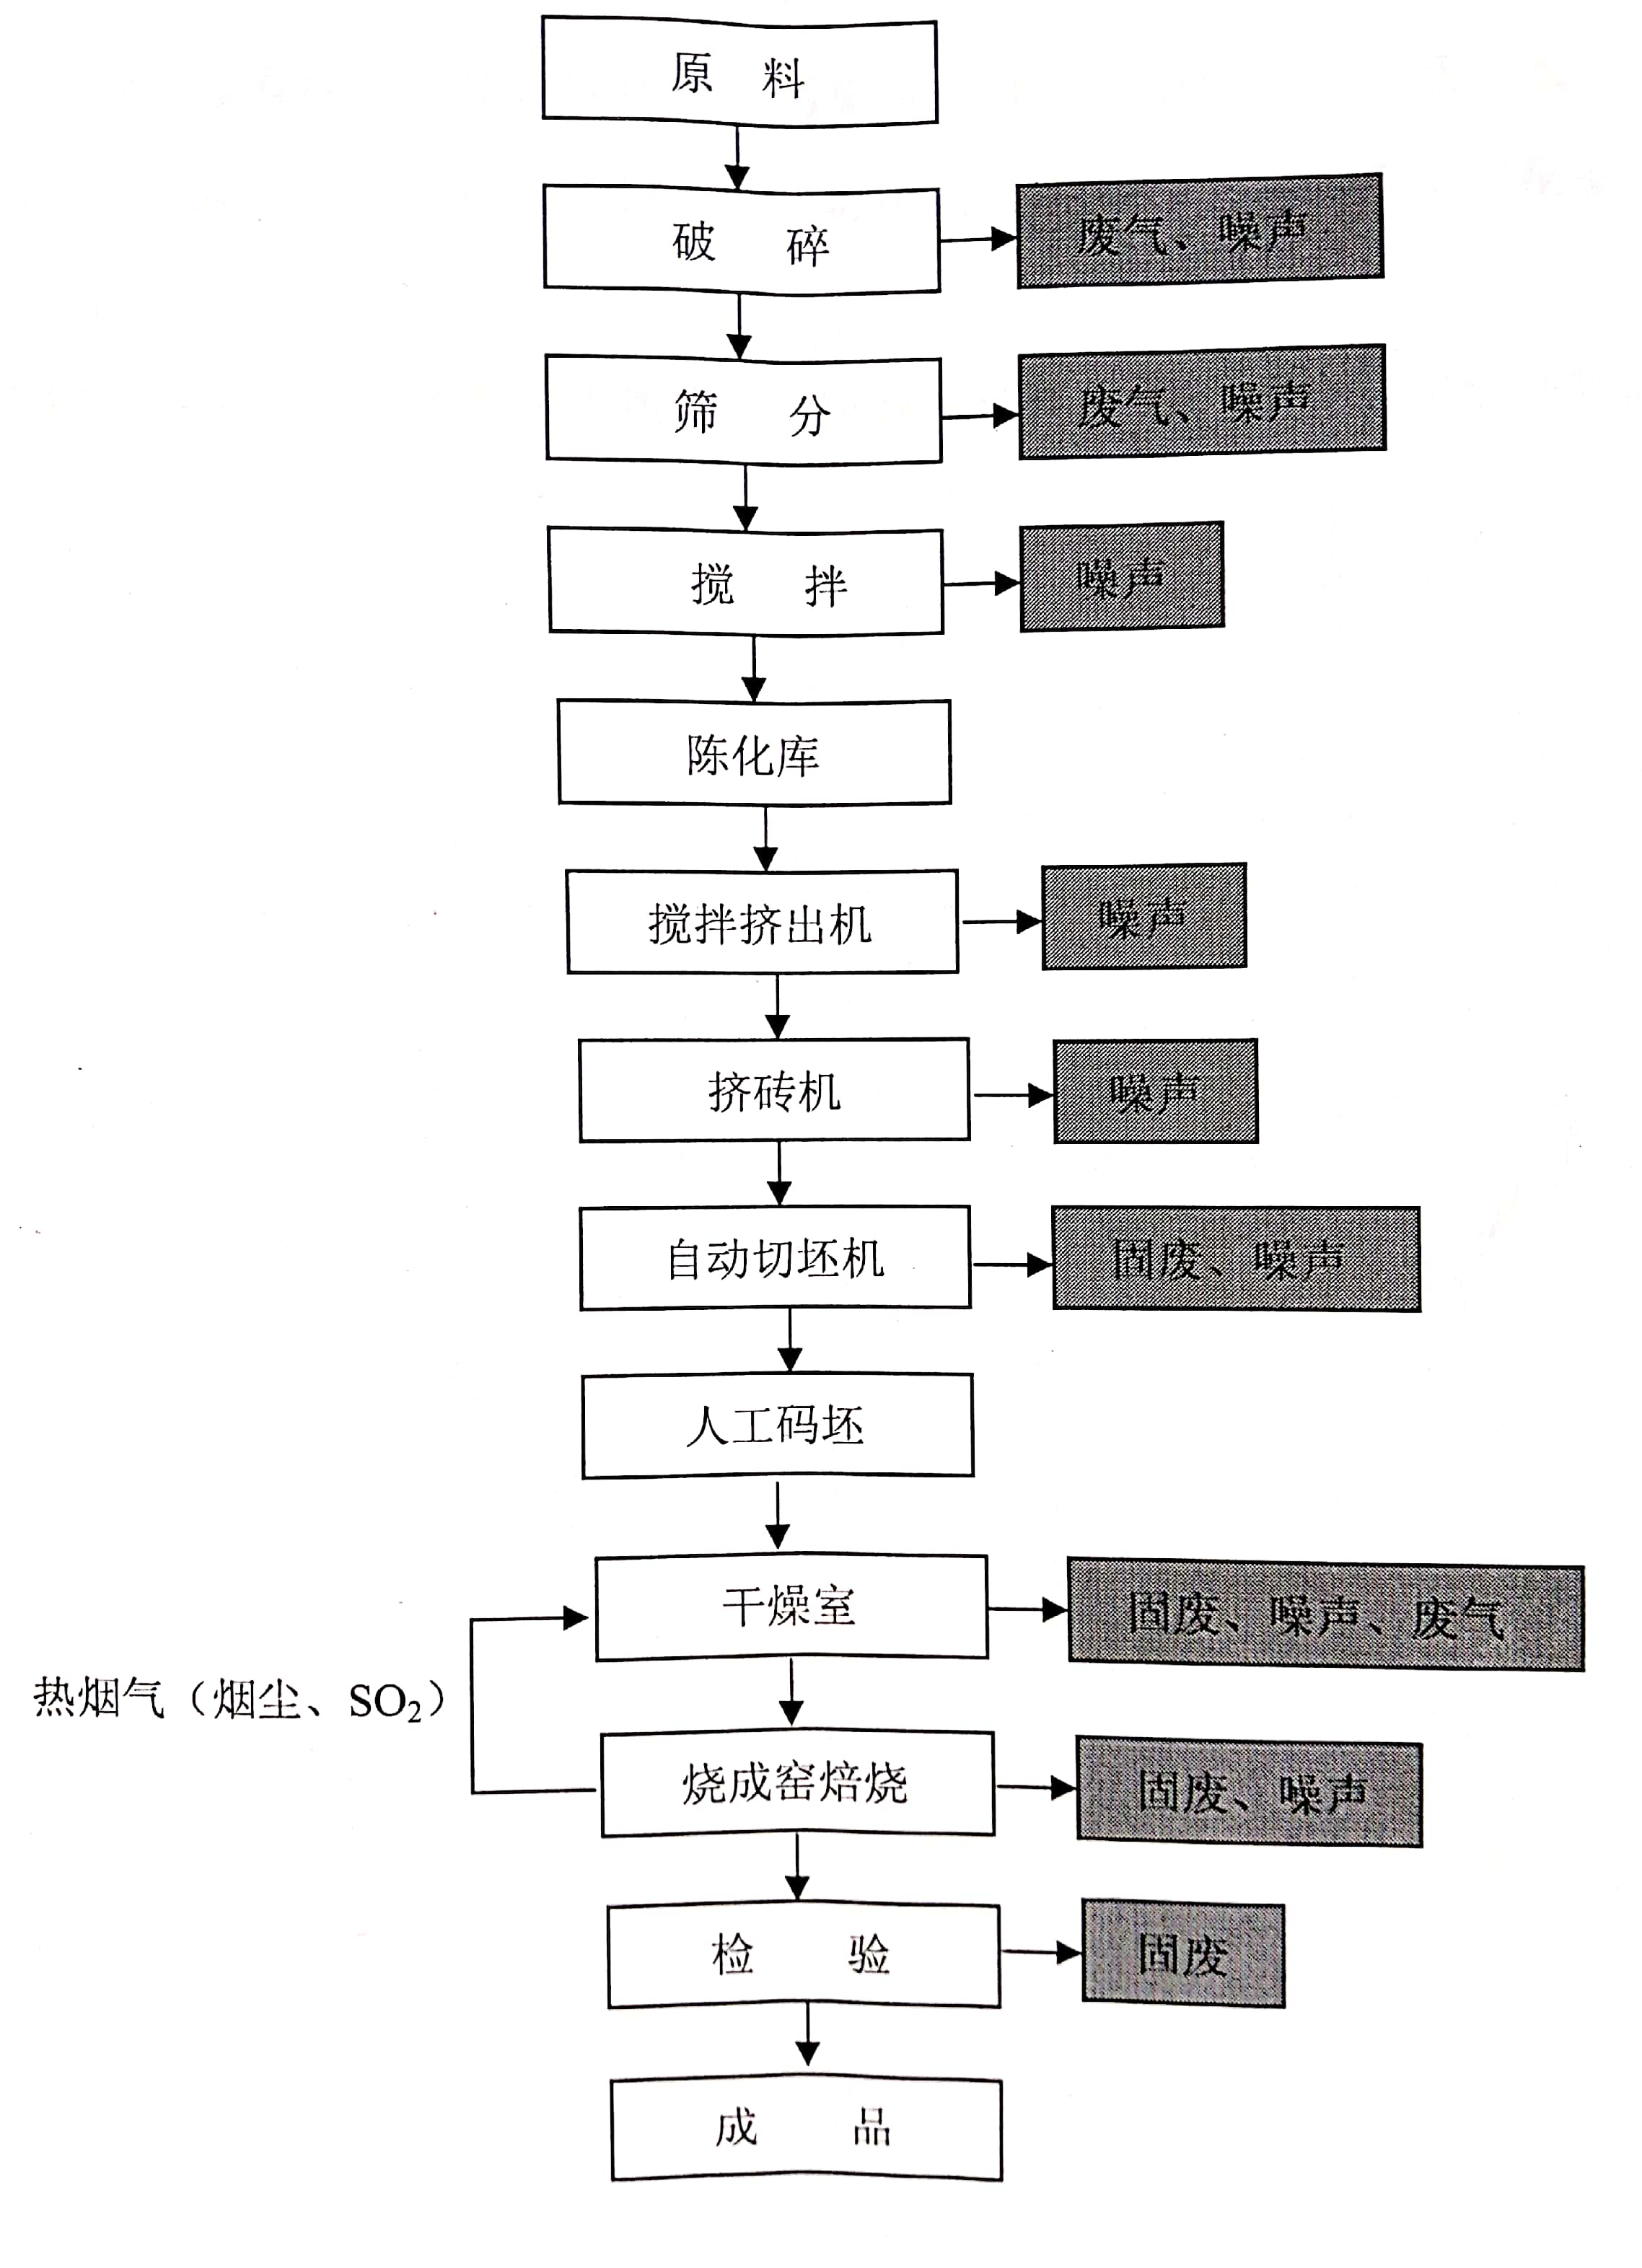 原 料
破 碎
废气、噪声
筛 分
废气、噪声
搅 拌
噪声
陈化库
搅拌挤出机
噪声
挤砖机
噪声
自动切坯机
固废、噪声
人工码坯
干燥室
固废、噪声、废气
热烟气（烟尘、SO₂）
烧成窑焙烧
固废、噪声
检 验
固废
成 品